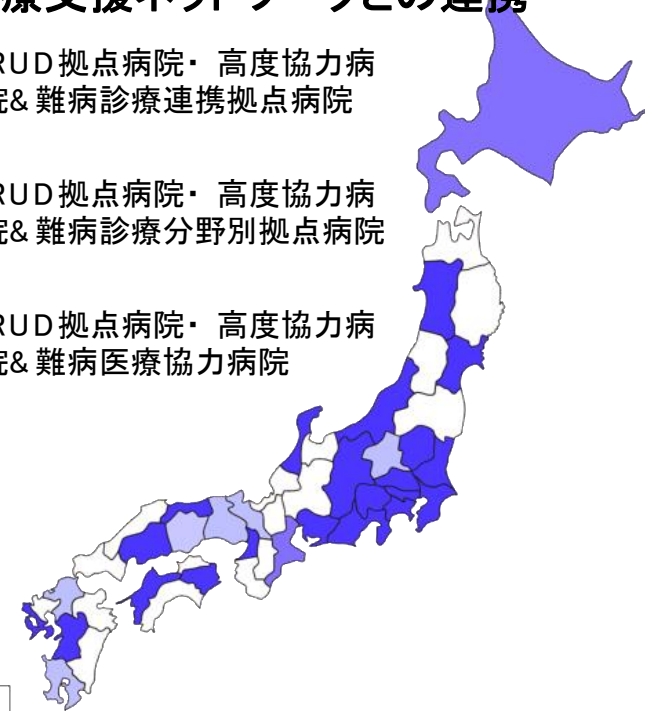 療支援ネットワークとの連携
RUD拠点病院・ 高度協力病
院& 難病診療連携拠点病院
RUD拠点病院・ 高度協力病
院& 難病診療分野別拠点病院
RUD拠点病院・ 高度協力病
院& 難病医療協力病院